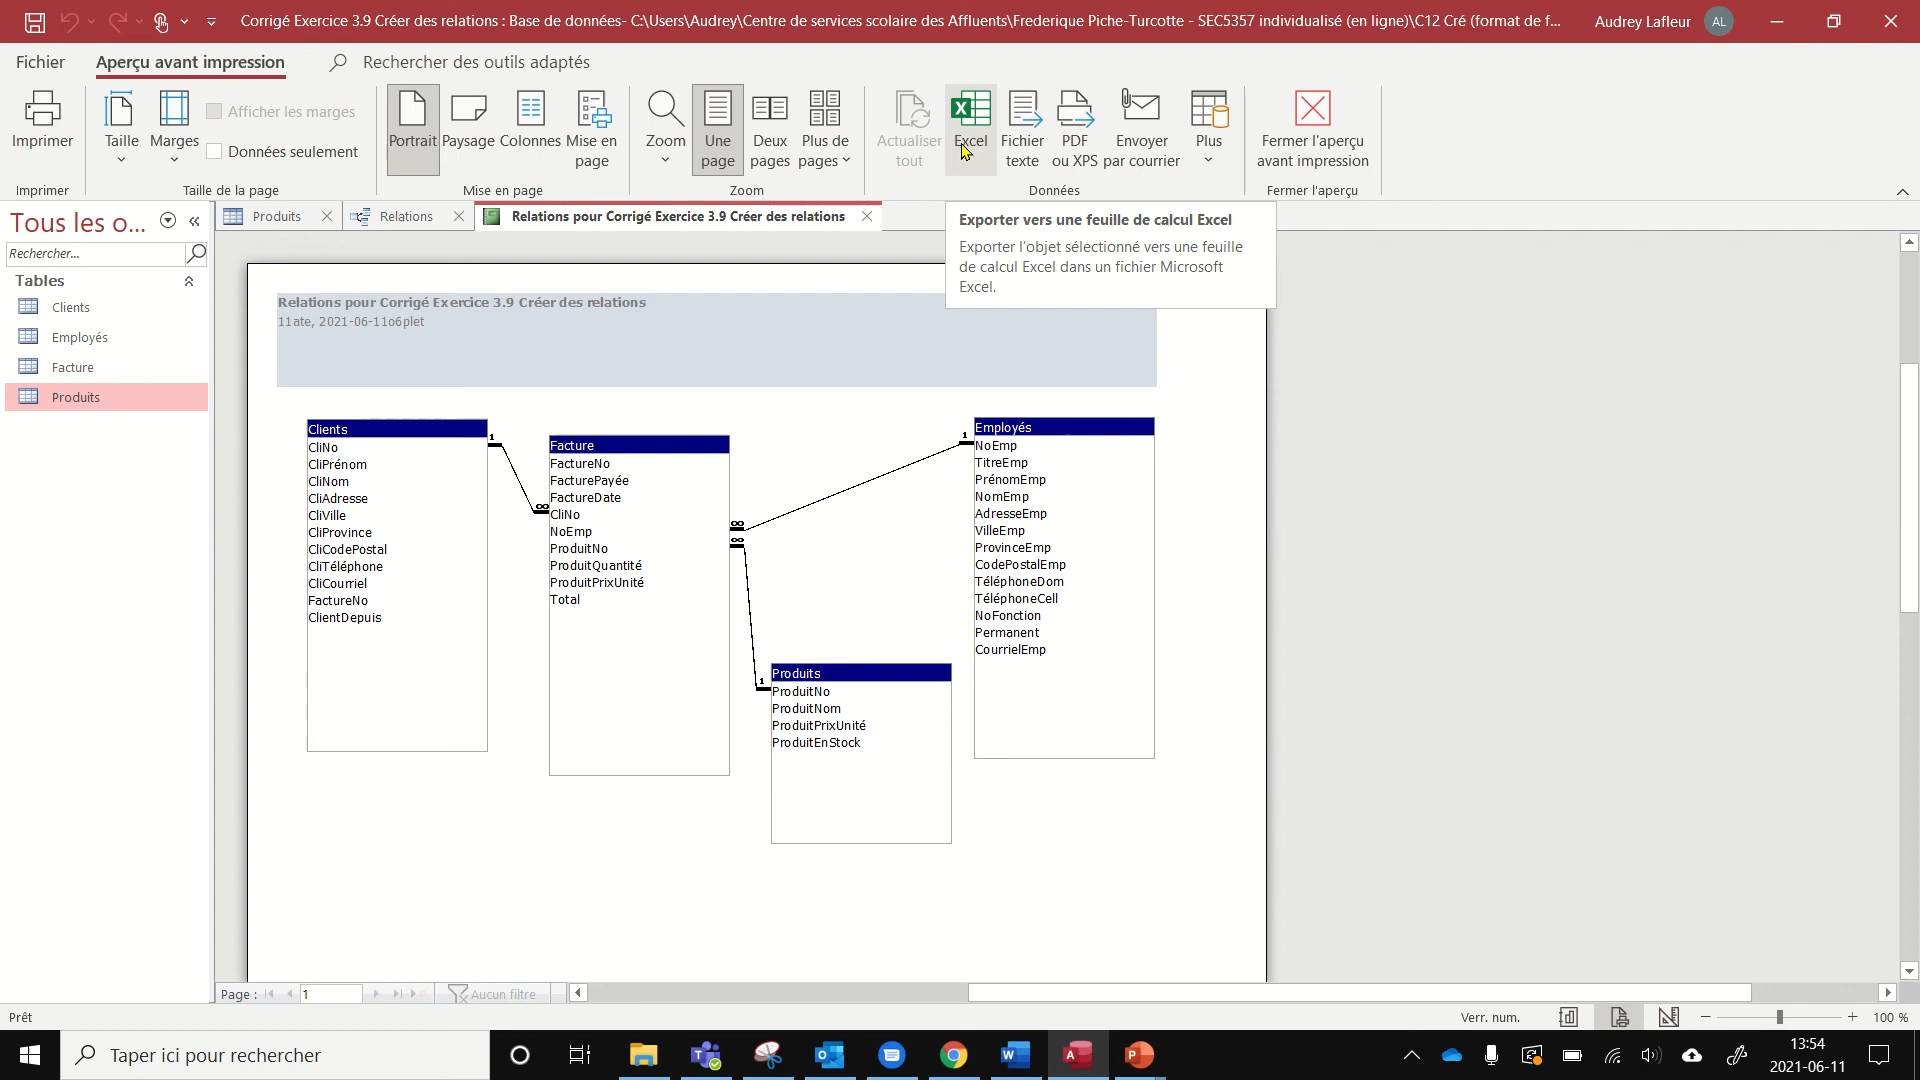 Corrigé Exercice 3.9 Créer des relations : Base de données- C:\Users\Audrey\Centre de services scolaire des Affluents\Frederique Piche-Turcotte - SEC5357 individualisé (en ligne)\C12 Cré (format de f...
Audrey Lafleur
AL
Fichier
Aperçu avant impression
Rechercher des outils adaptés
Imprimer
Taille
Marges
Afficher les marges
Données seulement
Portrait
Paysage
Colonnes
Mise en page
Zoom
Une page
Deux pages
Plus de pages
Actualiser tout
Excel
Fichier texte
PDF ou XPS
Envoyer par courrier
Plus
Fermer l'aperçu avant impression
Imprimer
Taille de la page
Mise en page
Zoom
Données
Fermer l'aperçu
Tous les o...
Rechercher...
Tables
Clients
Employés
Facture
Produits
Produits
Relations
Relations pour Corrigé Exercice 3.9 Créer des relations
Exporter vers une feuille de calcul Excel
Exporter l'objet sélectionné vers une feuille
de calcul Excel dans un fichier Microsoft
Excel.
Relations pour Corrigé Exercice 3.9 Créer des relations
11ate, 2021-06-11o6plet
Clients
CliNo
CliPrénom
CliNom
CliAdresse
CliVille
CliProvince
CliCodePostal
CliTéléphone
CliCourriel
FactureNo
ClientDepuis
1
∞
Facture
FactureNo
FacturePayée
FactureDate
CliNo
NoEmp
ProduitNo
ProduitQuantité
ProduitPrixUnité
Total
∞
∞
1
1
Produits
ProduitNo
ProduitNom
ProduitPrixUnité
ProduitEnStock
Employés
NoEmp
TitreEmp
PrénomEmp
NomEmp
AdresseEmp
VilleEmp
ProvinceEmp
CodePostalEmp
TéléphoneDom
TéléphoneCell
NoFonction
Permanent
CourrielEmp
Page : 1
Aucun filtre
Prêt
Verr. num.
100 %
Taper ici pour rechercher
13:54
2021-06-11